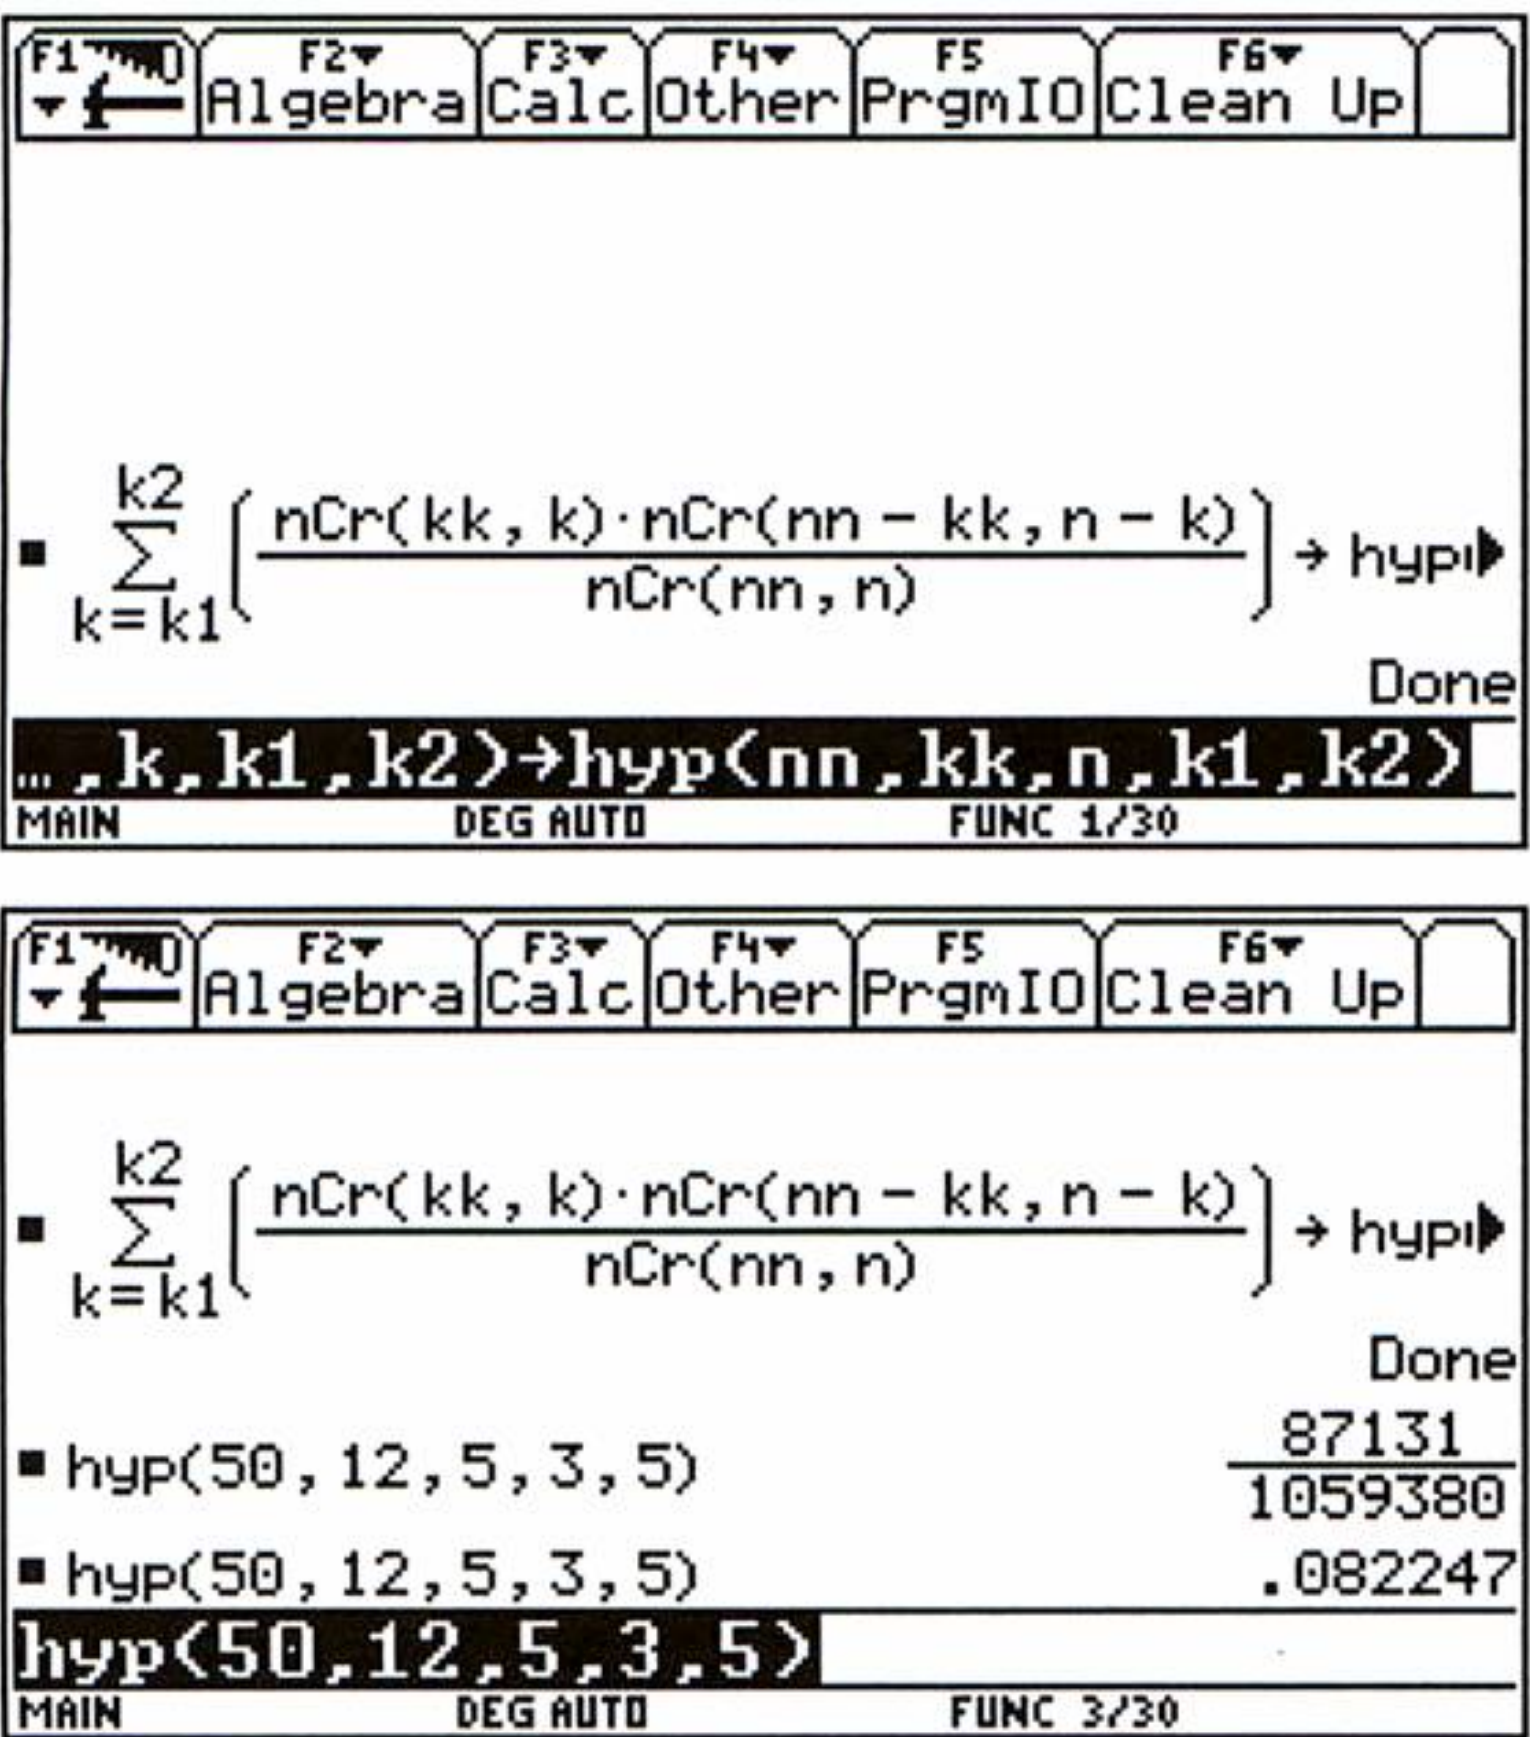 F1 F2▾ F3▾ F4▾ F5 F6▾
Algebra Calc Other PrgmIO Clean Up
k2
∑ ( nCr(kk, k)·nCr(nn − kk, n − k) / nCr(nn, n) ) → hyp▶
k=k1
Done
…,k,k1,k2)→hyp(nn,kk,n,k1,k2)
MAIN DEG AUTO FUNC 1/30
F1 F2▾ F3▾ F4▾ F5 F6▾
Algebra Calc Other PrgmIO Clean Up
k2
∑ ( nCr(kk, k)·nCr(nn − kk, n − k) / nCr(nn, n) ) → hyp▶
k=k1
Done
87131
■ hyp(50, 12, 5, 3, 5)
1059380
■ hyp(50, 12, 5, 3, 5) .082247
hyp(50,12,5,3,5)
MAIN DEG AUTO FUNC 3/30